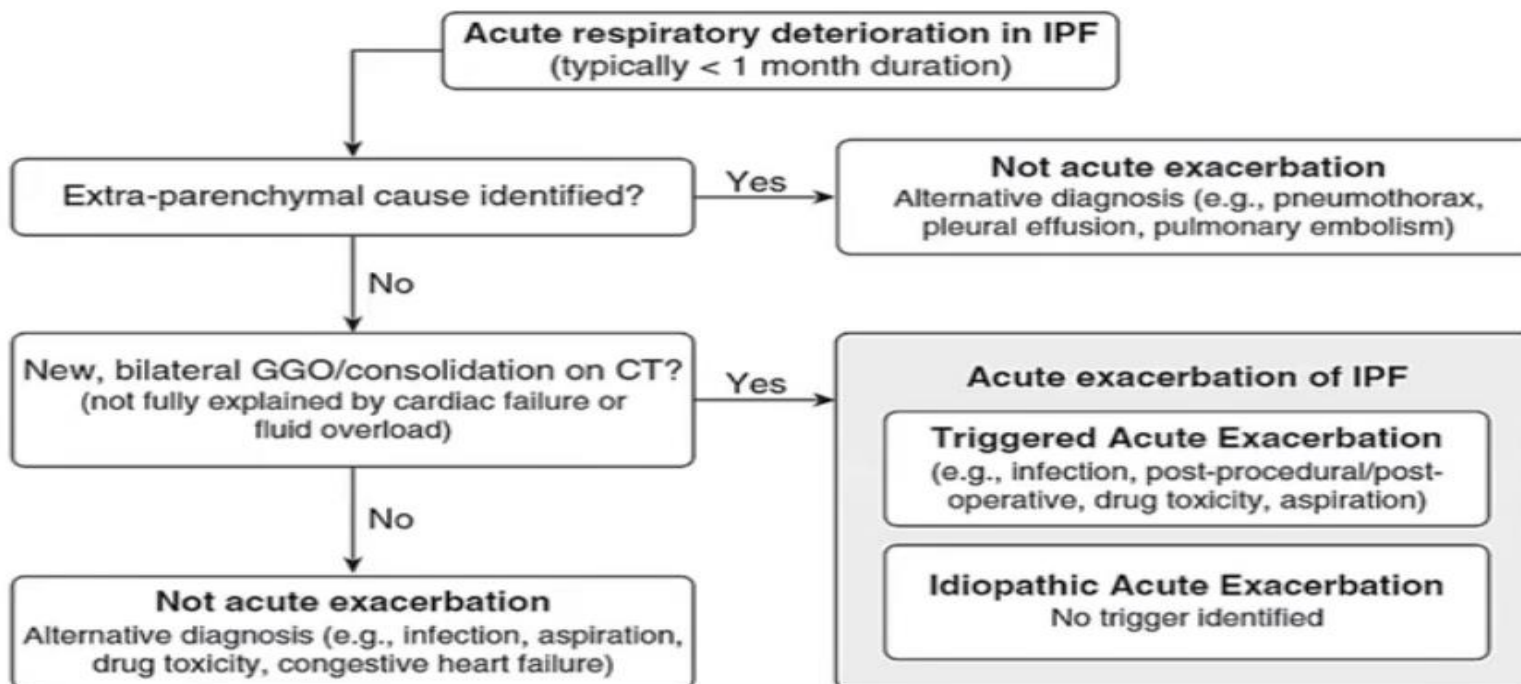 Acute respiratory deterioration in IPF
(typically < 1 month duration)
Extra-parenchymal cause identified?
Yes
Not acute exacerbation
Alternative diagnosis (e.g., pneumothorax,
pleural effusion, pulmonary embolism)
No
New, bilateral GGO/consolidation on CT?
(not fully explained by cardiac failure or
fluid overload)
Yes
Acute exacerbation of IPF
Triggered Acute Exacerbation
(e.g., infection, post-procedural/post-
operative, drug toxicity, aspiration)
Idiopathic Acute Exacerbation
No trigger identified
No
Not acute exacerbation
Alternative diagnosis (e.g., infection, aspiration,
drug toxicity, congestive heart failure)